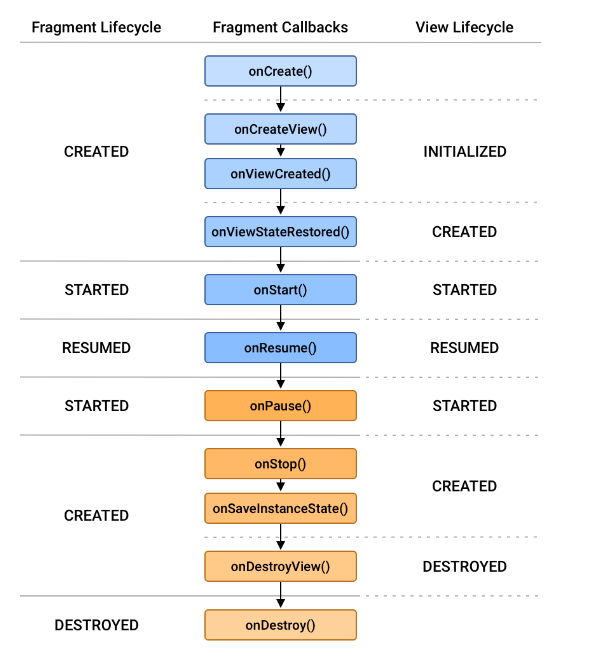 Fragment Lifecycle Fragment Callbacks View Lifecycle
onCreate()
onCreateView()
CREATED INITIALIZED
onViewCreated()
onViewStateRestored() CREATED
STARTED onStart() STARTED
RESUMED onResume() RESUMED
STARTED onPause() STARTED
onStop()
CREATED
onSaveInstanceState()
CREATED
onDestroyView() DESTROYED
DESTROYED onDestroy()